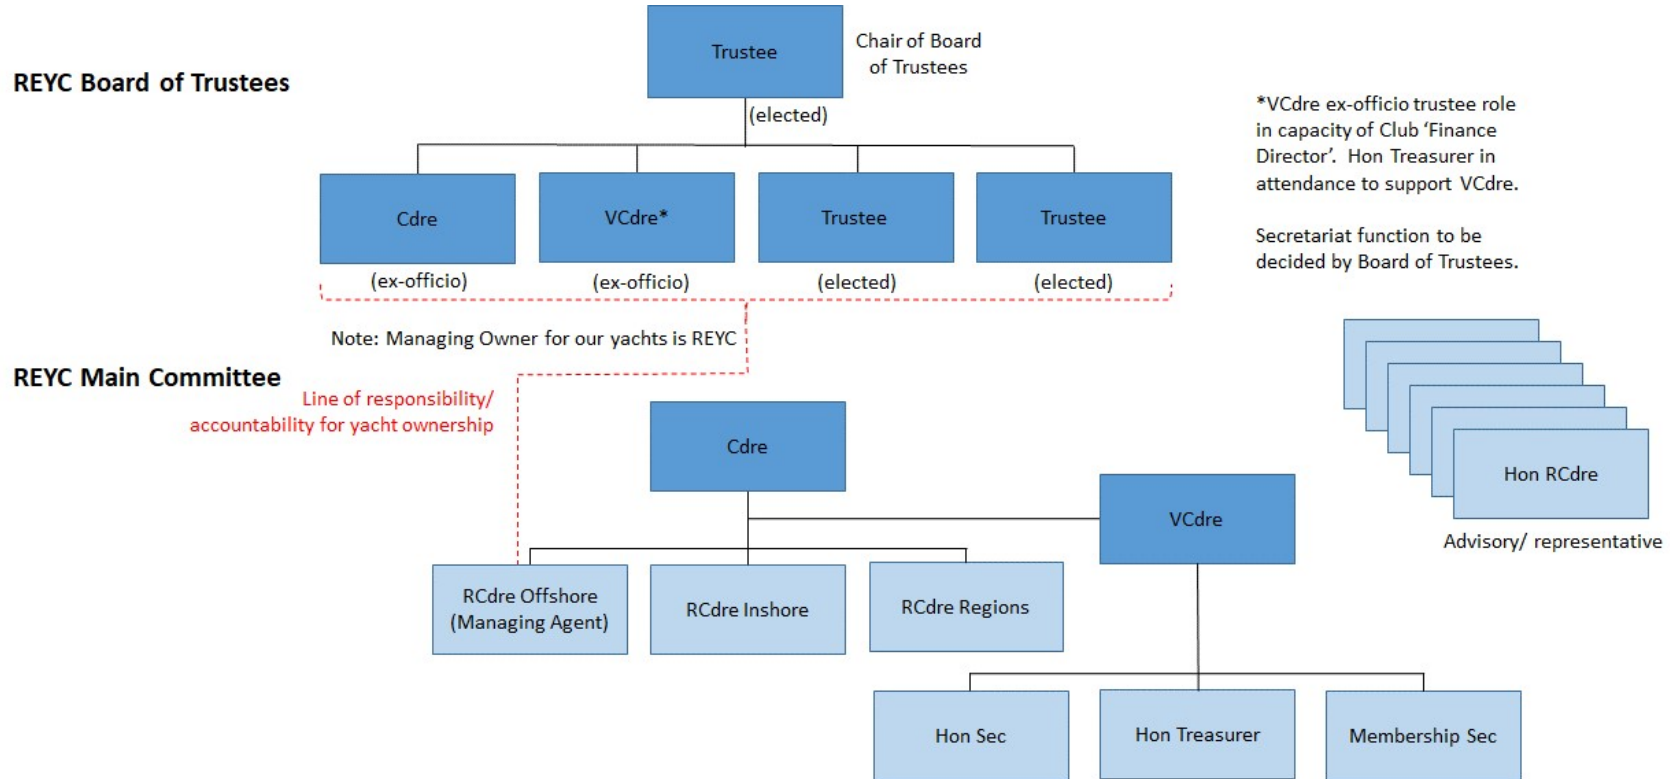 REYC Board of Trustees
Trustee
Chair of Board
of Trustees
(elected)
*VCdre ex-officio trustee role
in capacity of Club ‘Finance
Director’. Hon Treasurer in
attendance to support VCdre.
Secretariat function to be
decided by Board of Trustees.
Cdre
VCdre*
Trustee
Trustee
(ex-officio)
(ex-officio)
(elected)
(elected)
Note: Managing Owner for our yachts is REYC
REYC Main Committee
Line of responsibility/
accountability for yacht ownership
Cdre
VCdre
Hon RCdre
Advisory/ representative
RCdre Offshore
(Managing Agent)
RCdre Inshore
RCdre Regions
Hon Sec
Hon Treasurer
Membership Sec